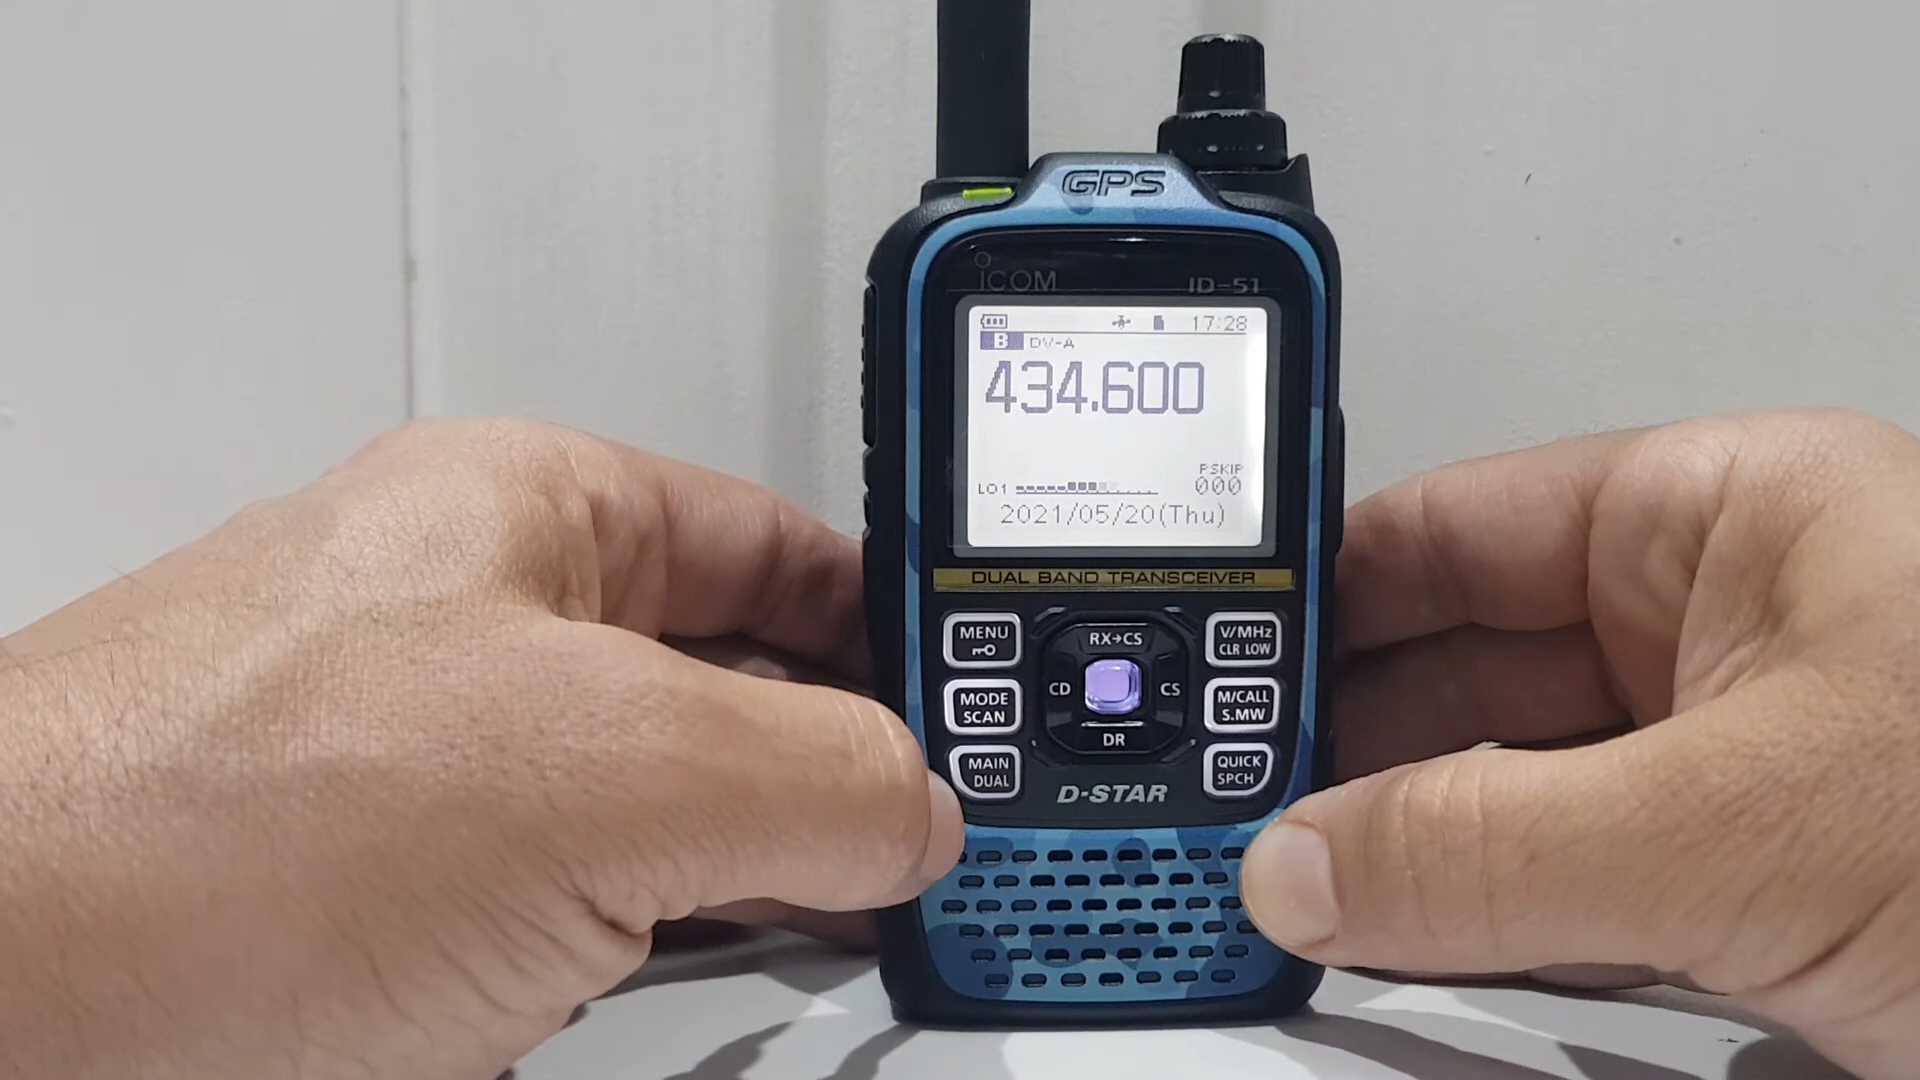 GPS
ICOM ID-51
17:28
B DV-A
434.600
PSKIP
LO1 000
2021/05/20(Thu)
DUAL BAND TRANSCEIVER
MENU
RX→CS
V/MHz
CLR LOW
MODE
SCAN
CD
CS
M/CALL
S.MW
DR
MAIN
DUAL
QUICK
SPCH
D-STAR